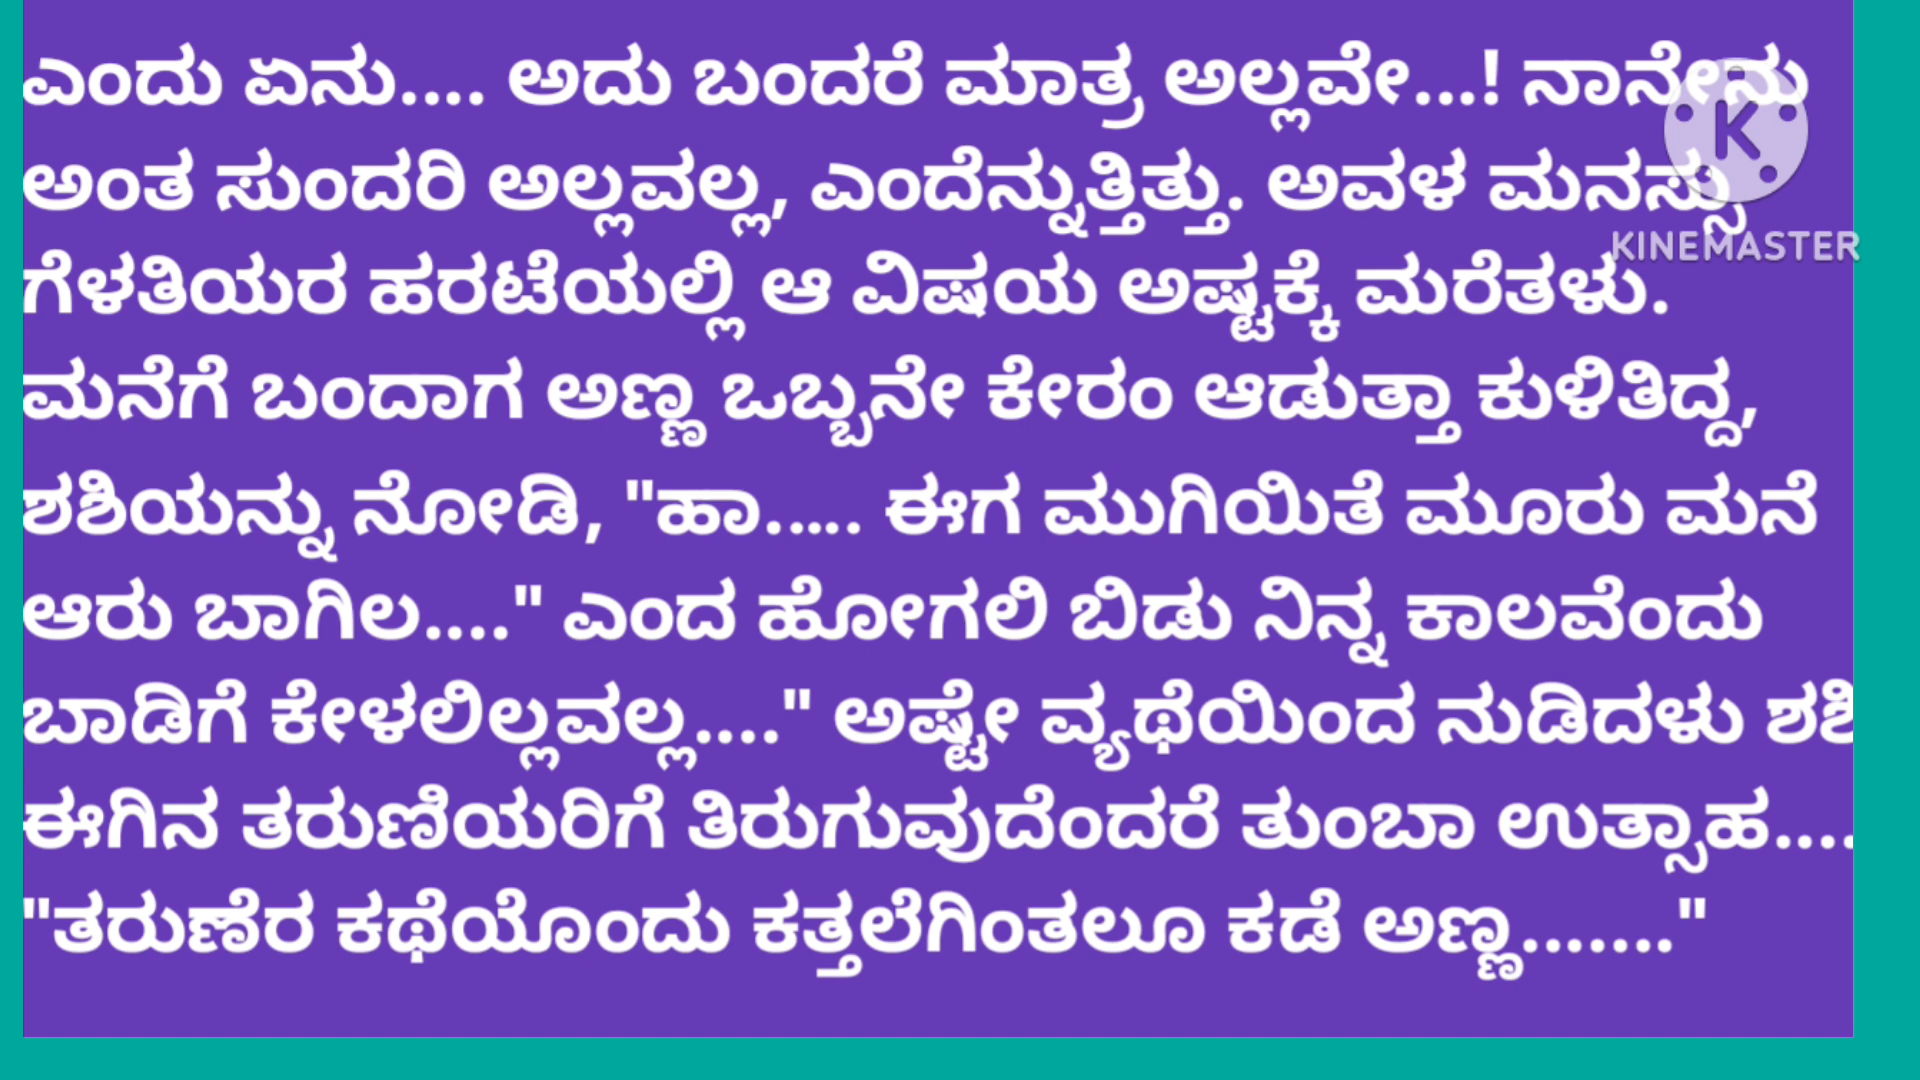 ಎಂದು ಏನು.... ಅದು ಬಂದರೆ ಮಾತ್ರ ಅಲ್ಲವೇ...! ನಾನೇನು
ಅಂತ ಸುಂದರಿ ಅಲ್ಲವಲ್ಲ, ಎಂದೆನ್ನುತ್ತಿತ್ತು. ಅವಳ ಮನಸ್ಸು
ಗೆಳತಿಯರ ಹರಟೆಯಲ್ಲಿ ಆ ವಿಷಯ ಅಷ್ಟಕ್ಕೆ ಮರೆತಳು.
ಮನೆಗೆ ಬಂದಾಗ ಅಣ್ಣ ಒಬ್ಬನೇ ಕೇರಂ ಆಡುತ್ತಾ ಕುಳಿತಿದ್ದ,
ಶಶಿಯನ್ನು ನೋಡಿ, "ಹಾ..... ಈಗ ಮುಗಿಯಿತೆ ಮೂರು ಮನೆ
ಆರು ಬಾಗಿಲ...." ಎಂದ ಹೋಗಲಿ ಬಿಡು ನಿನ್ನ ಕಾಲವೆಂದು
ಬಾಡಿಗೆ ಕೇಳಲಿಲ್ಲವಲ್ಲ...." ಅಷ್ಟೇ ವ್ಯಥೆಯಿಂದ ನುಡಿದಳು ಶಶಿ
ಈಗಿನ ತರುಣಿಯರಿಗೆ ತಿರುಗುವುದೆಂದರೆ ತುಂಬಾ ಉತ್ಸಾಹ....
"ತರುಣೆರ ಕಥೆಯೊಂದು ಕತ್ತಲೆಗಿಂತಲೂ ಕಡೆ ಅಣ್ಣ......."
K
KINEMASTER